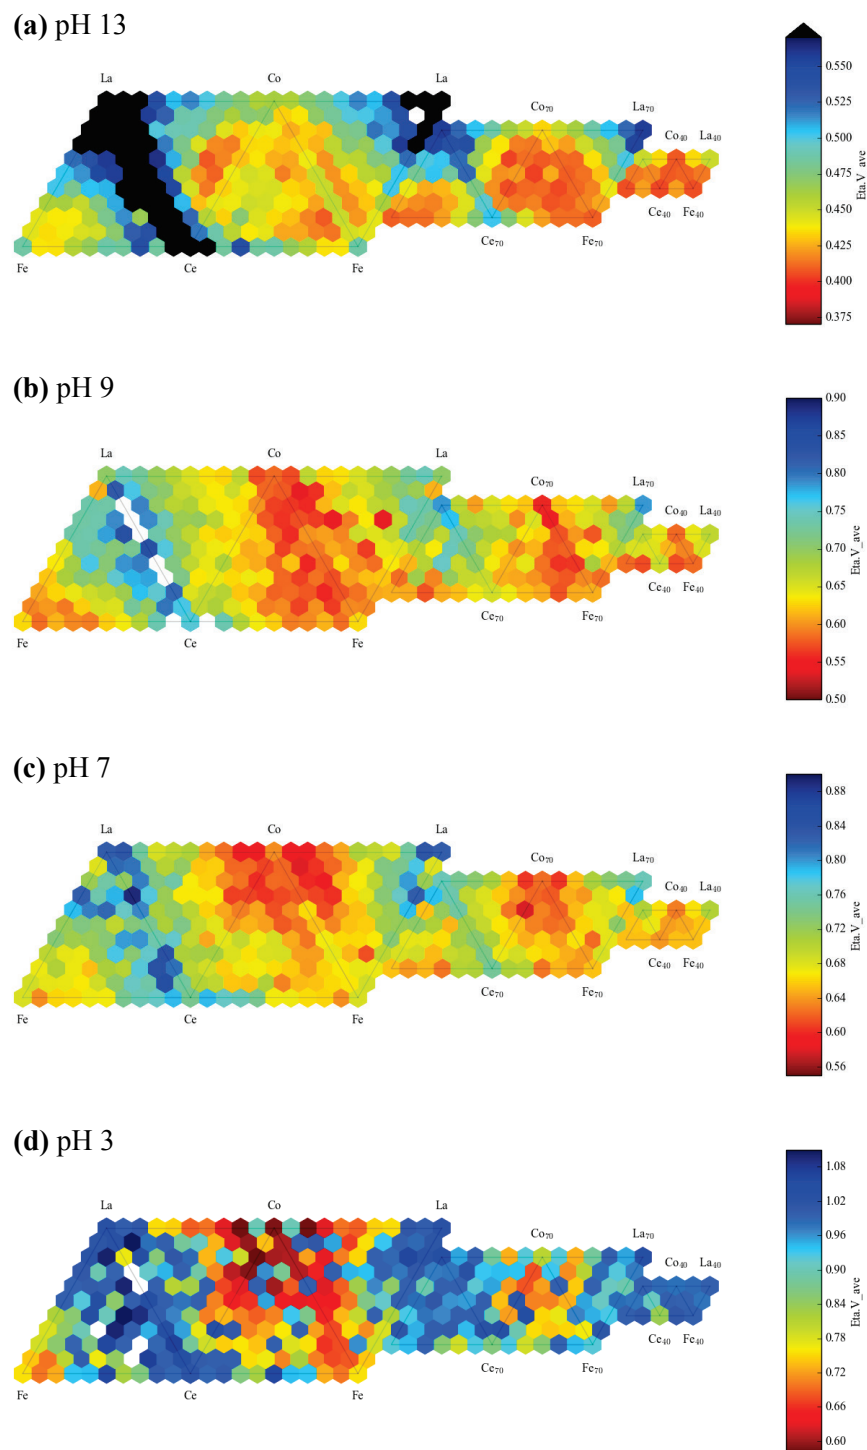 (a) pH 13
La Co La
Co₇₀ La₇₀
Co₄₀ La₄₀
Ce₄₀ Fe₄₀
Ce₇₀ Fe₇₀
Fe Ce Fe
0.550
0.525
0.500
0.475
0.450
0.425
0.400
0.375
Eta.V_ave
(b) pH 9
La Co La
Co₇₀ La₇₀
Co₄₀ La₄₀
Ce₄₀ Fe₄₀
Ce₇₀ Fe₇₀
Fe Ce Fe
0.90
0.85
0.80
0.75
0.70
0.65
0.60
0.55
0.50
Eta.V_ave
(c) pH 7
La Co La
Co₇₀ La₇₀
Co₄₀ La₄₀
Ce₄₀ Fe₄₀
Ce₇₀ Fe₇₀
Fe Ce Fe
0.88
0.84
0.80
0.76
0.72
0.68
0.64
0.60
0.56
Eta.V_ave
(d) pH 3
La Co La
Co₇₀ La₇₀
Co₄₀ La₄₀
Ce₄₀ Fe₄₀
Ce₇₀ Fe₇₀
Fe Ce Fe
1.08
1.02
0.96
0.90
0.84
0.78
0.72
0.66
0.60
Eta.V_ave